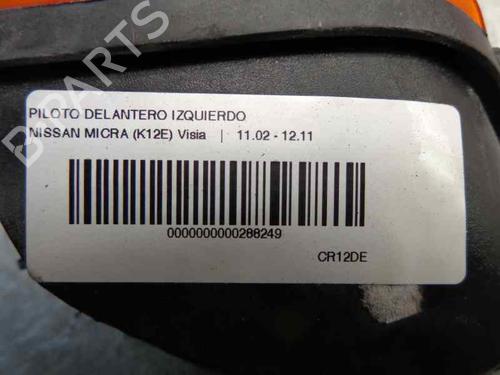 PILOTO DELANTERO IZQUIERDO
NISSAN MICRA (K12E) Visia | 11.02 - 12.11
0000000000288249
CR12DE
B-PARTS